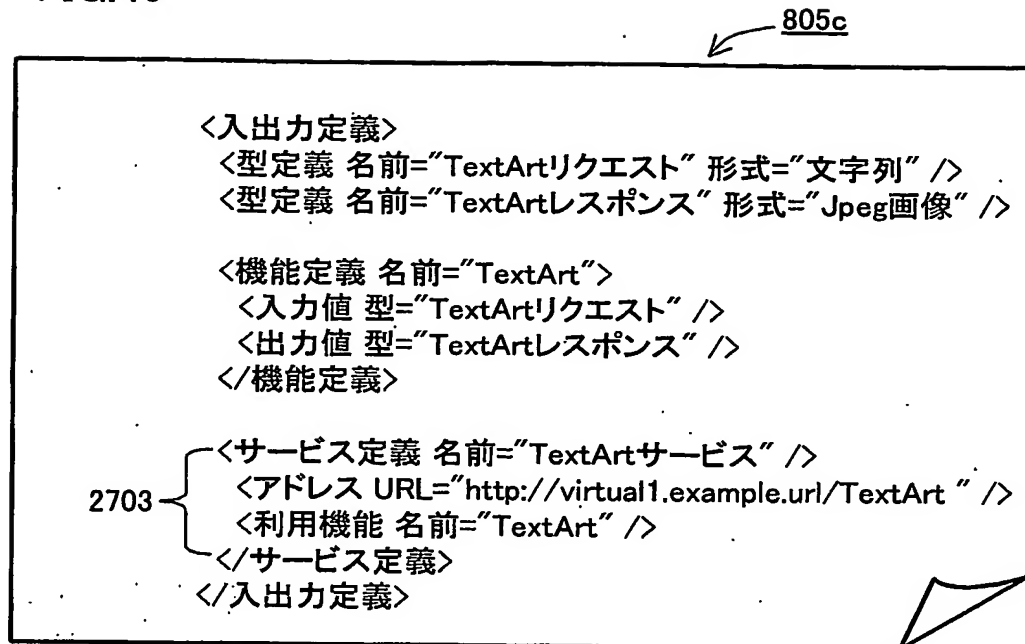 805c
<入出力定義>
<型定義 名前="TextArtリクエスト" 形式="文字列" />
<型定義 名前="TextArtレスポンス" 形式="Jpeg画像" />
<機能定義 名前="TextArt">
<入力値 型="TextArtリクエスト" />
<出力値 型="TextArtレスポンス" />
</機能定義>
<サービス定義 名前="TextArtサービス" />
2703
<アドレス URL="http://virtual1.example.url/TextArt " />
<利用機能 名前="TextArt" />
</サービス定義>
</入出力定義>